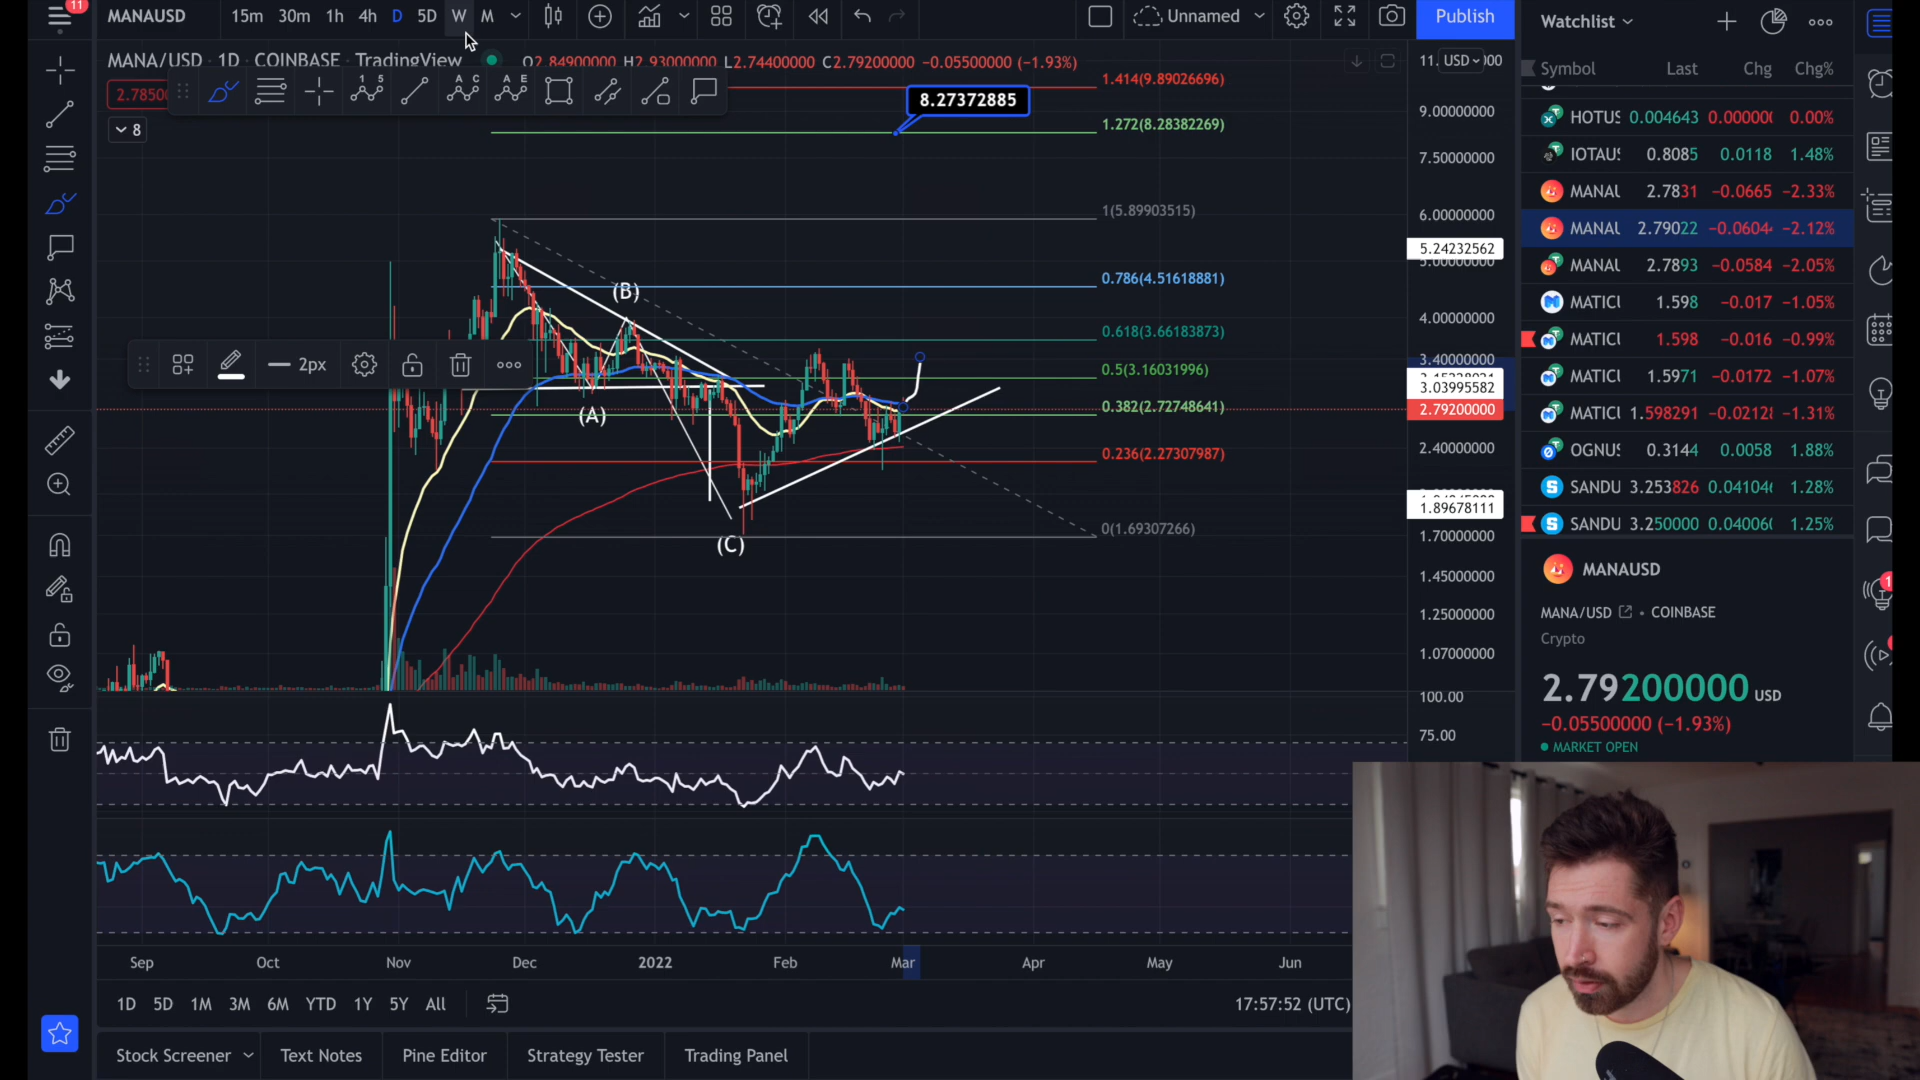 11
MANAUSD 15m 30m 1h 4h D 5D W M Unnamed Publish
MANA/USD · 1D · COINBASE · TradingView O2.84900000 H2.93000000 L2.74400000 C2.79200000 −0.05500000 (−1.93%)
USD
8
1.414(9.89026696)
8.27372885
1.272(8.28382269)
1(5.89903515)
0.786(4.51618881)
0.618(3.66183873)
0.5(3.16031996)
0.382(2.72748641)
0.236(2.27307987)
0(1.69307266)
(A)
(B)
(C)
2px
9.00000000
7.50000000
6.00000000
5.24232562
4.00000000
3.40000000
3.03995582
2.79200000
2.40000000
1.89678111
1.70000000
1.45000000
1.25000000
1.07000000
100.00
75.00
Sep Oct Nov Dec 2022 Feb Mar Apr May Jun
1D 5D 1M 3M 6M YTD 1Y 5Y All 17:57:52 (UTC)
Stock Screener Text Notes Pine Editor Strategy Tester Trading Panel
Watchlist
Symbol Last Chg Chg%
HOTUS 0.004643 0.00000 0.00%
IOTAUS 0.8085 0.0118 1.48%
MANAU 2.7831 −0.0665 −2.33%
MANAU 2.79022 −0.0604 −2.12%
MANAU 2.7893 −0.0584 −2.05%
MATICU 1.598 −0.017 −1.05%
MATICU 1.598 −0.016 −0.99%
MATICU 1.5971 −0.0172 −1.07%
MATICU 1.598291 −0.0212 −1.31%
OGNUS 0.3144 0.0058 1.88%
SANDU 3.253826 0.04104 1.28%
SANDU 3.250000 0.04006 1.25%
MANAUSD
MANA/USD • COINBASE
Crypto
2.79200000 USD
−0.05500000 (−1.93%)
MARKET OPEN